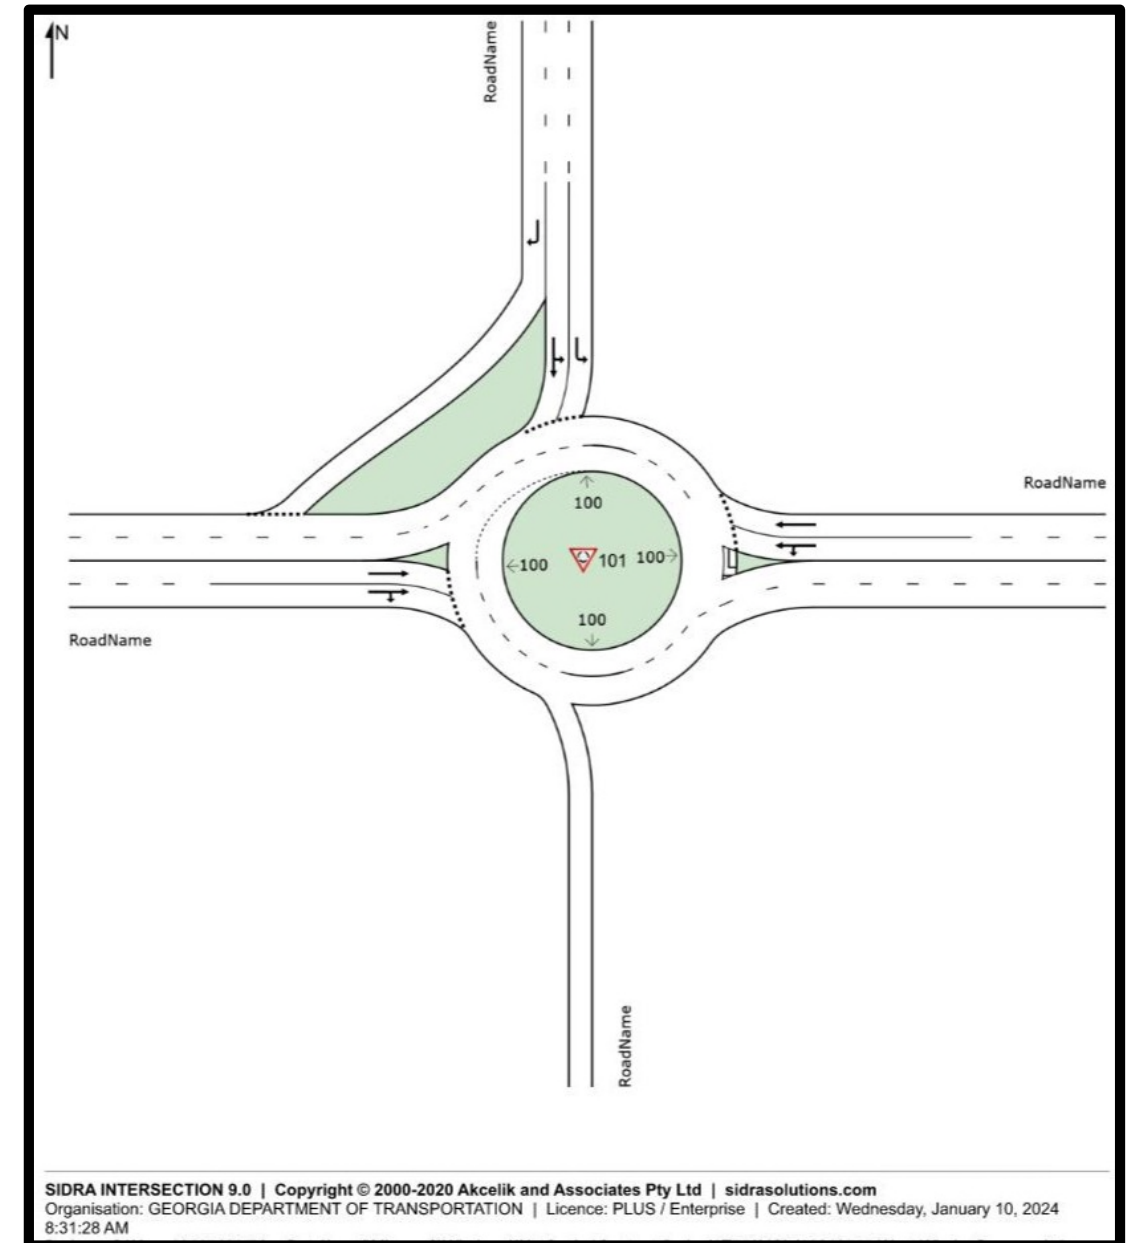 N
RoadName
RoadName
100
100
101
100
100
RoadName
RoadName
SIDRA INTERSECTION 9.0 | Copyright © 2000-2020 Akcelik and Associates Pty Ltd | sidrasolutions.com
Organisation: GEORGIA DEPARTMENT OF TRANSPORTATION | Licence: PLUS / Enterprise | Created: Wednesday, January 10, 2024
8:31:28 AM